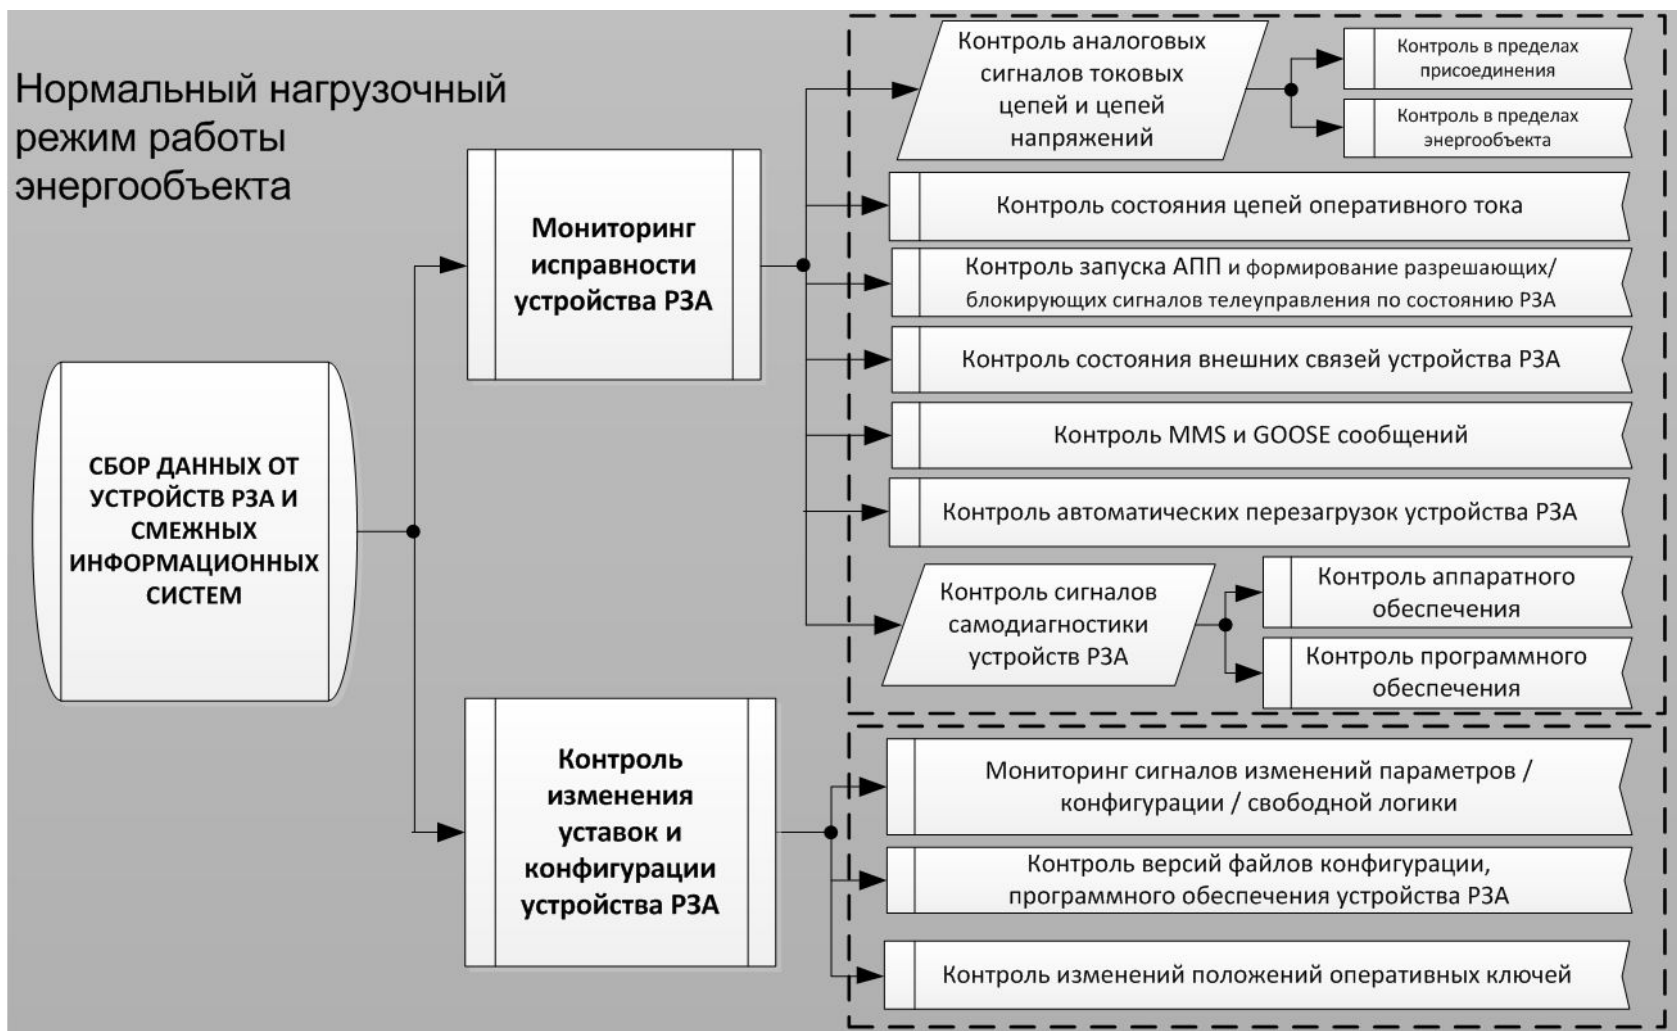 Нормальный нагрузочный
режим работы
энергообъекта
СБОР ДАННЫХ ОТ
УСТРОЙСТВ РЗА И
СМЕЖНЫХ
ИНФОРМАЦИОННЫХ
СИСТЕМ
Мониторинг
исправности
устройства РЗА
Контроль аналоговых
сигналов токовых
цепей и цепей
напряжений
Контроль в пределах
присоединения
Контроль в пределах
энергообъекта
Контроль состояния цепей оперативного тока
Контроль запуска АПП и формирование разрешающих/
блокирующих сигналов телеуправления по состоянию РЗА
Контроль состояния внешних связей устройства РЗА
Контроль MMS и GOOSE сообщений
Контроль автоматических перезагрузок устройства РЗА
Контроль сигналов
самодиагностики
устройств РЗА
Контроль аппаратного
обеспечения
Контроль программного
обеспечения
Контроль
изменения
уставок и
конфигурации
устройства РЗА
Мониторинг сигналов изменений параметров /
конфигурации / свободной логики
Контроль версий файлов конфигурации,
программного обеспечения устройства РЗА
Контроль изменений положений оперативных ключей